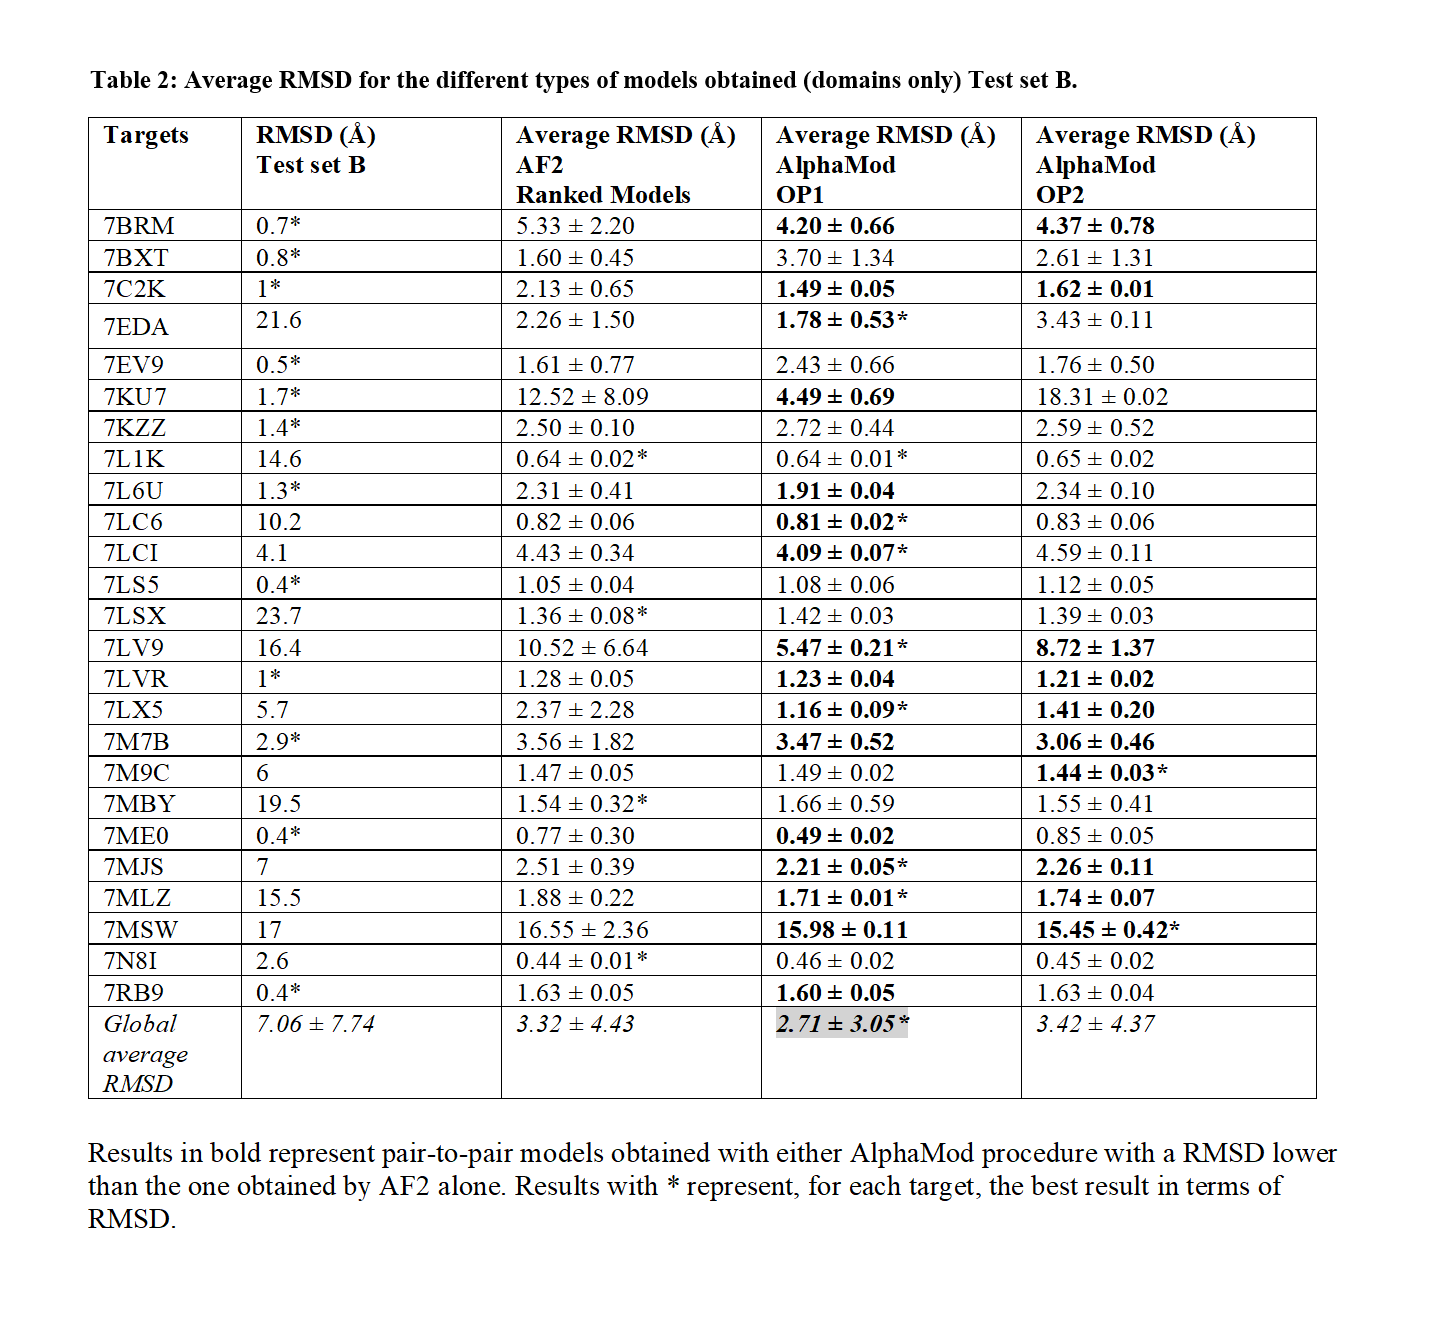 Table 2: Average RMSD for the different types of models obtained (domains only) Test set B.
Targets RMSD (Å) Test set B Average RMSD (Å) AF2 Ranked Models Average RMSD (Å) AlphaMod OP1 Average RMSD (Å) AlphaMod OP2
7BRM 0.7* 5.33 ± 2.20 4.20 ± 0.66 4.37 ± 0.78
7BXT 0.8* 1.60 ± 0.45 3.70 ± 1.34 2.61 ± 1.31
7C2K 1* 2.13 ± 0.65 1.49 ± 0.05 1.62 ± 0.01
7EDA 21.6 2.26 ± 1.50 1.78 ± 0.53* 3.43 ± 0.11
7EV9 0.5* 1.61 ± 0.77 2.43 ± 0.66 1.76 ± 0.50
7KU7 1.7* 12.52 ± 8.09 4.49 ± 0.69 18.31 ± 0.02
7KZZ 1.4* 2.50 ± 0.10 2.72 ± 0.44 2.59 ± 0.52
7L1K 14.6 0.64 ± 0.02* 0.64 ± 0.01* 0.65 ± 0.02
7L6U 1.3* 2.31 ± 0.41 1.91 ± 0.04 2.34 ± 0.10
7LC6 10.2 0.82 ± 0.06 0.81 ± 0.02* 0.83 ± 0.06
7LCI 4.1 4.43 ± 0.34 4.09 ± 0.07* 4.59 ± 0.11
7LS5 0.4* 1.05 ± 0.04 1.08 ± 0.06 1.12 ± 0.05
7LSX 23.7 1.36 ± 0.08* 1.42 ± 0.03 1.39 ± 0.03
7LV9 16.4 10.52 ± 6.64 5.47 ± 0.21* 8.72 ± 1.37
7LVR 1* 1.28 ± 0.05 1.23 ± 0.04 1.21 ± 0.02
7LX5 5.7 2.37 ± 2.28 1.16 ± 0.09* 1.41 ± 0.20
7M7B 2.9* 3.56 ± 1.82 3.47 ± 0.52 3.06 ± 0.46
7M9C 6 1.47 ± 0.05 1.49 ± 0.02 1.44 ± 0.03*
7MBY 19.5 1.54 ± 0.32* 1.66 ± 0.59 1.55 ± 0.41
7ME0 0.4* 0.77 ± 0.30 0.49 ± 0.02 0.85 ± 0.05
7MJS 7 2.51 ± 0.39 2.21 ± 0.05* 2.26 ± 0.11
7MLZ 15.5 1.88 ± 0.22 1.71 ± 0.01* 1.74 ± 0.07
7MSW 17 16.55 ± 2.36 15.98 ± 0.11 15.45 ± 0.42*
7N8I 2.6 0.44 ± 0.01* 0.46 ± 0.02 0.45 ± 0.02
7RB9 0.4* 1.63 ± 0.05 1.60 ± 0.05 1.63 ± 0.04
Global average RMSD 7.06 ± 7.74 3.32 ± 4.43 2.71 ± 3.05* 3.42 ± 4.37
Results in bold represent pair-to-pair models obtained with either AlphaMod procedure with a RMSD lower
than the one obtained by AF2 alone. Results with * represent, for each target, the best result in terms of
RMSD.